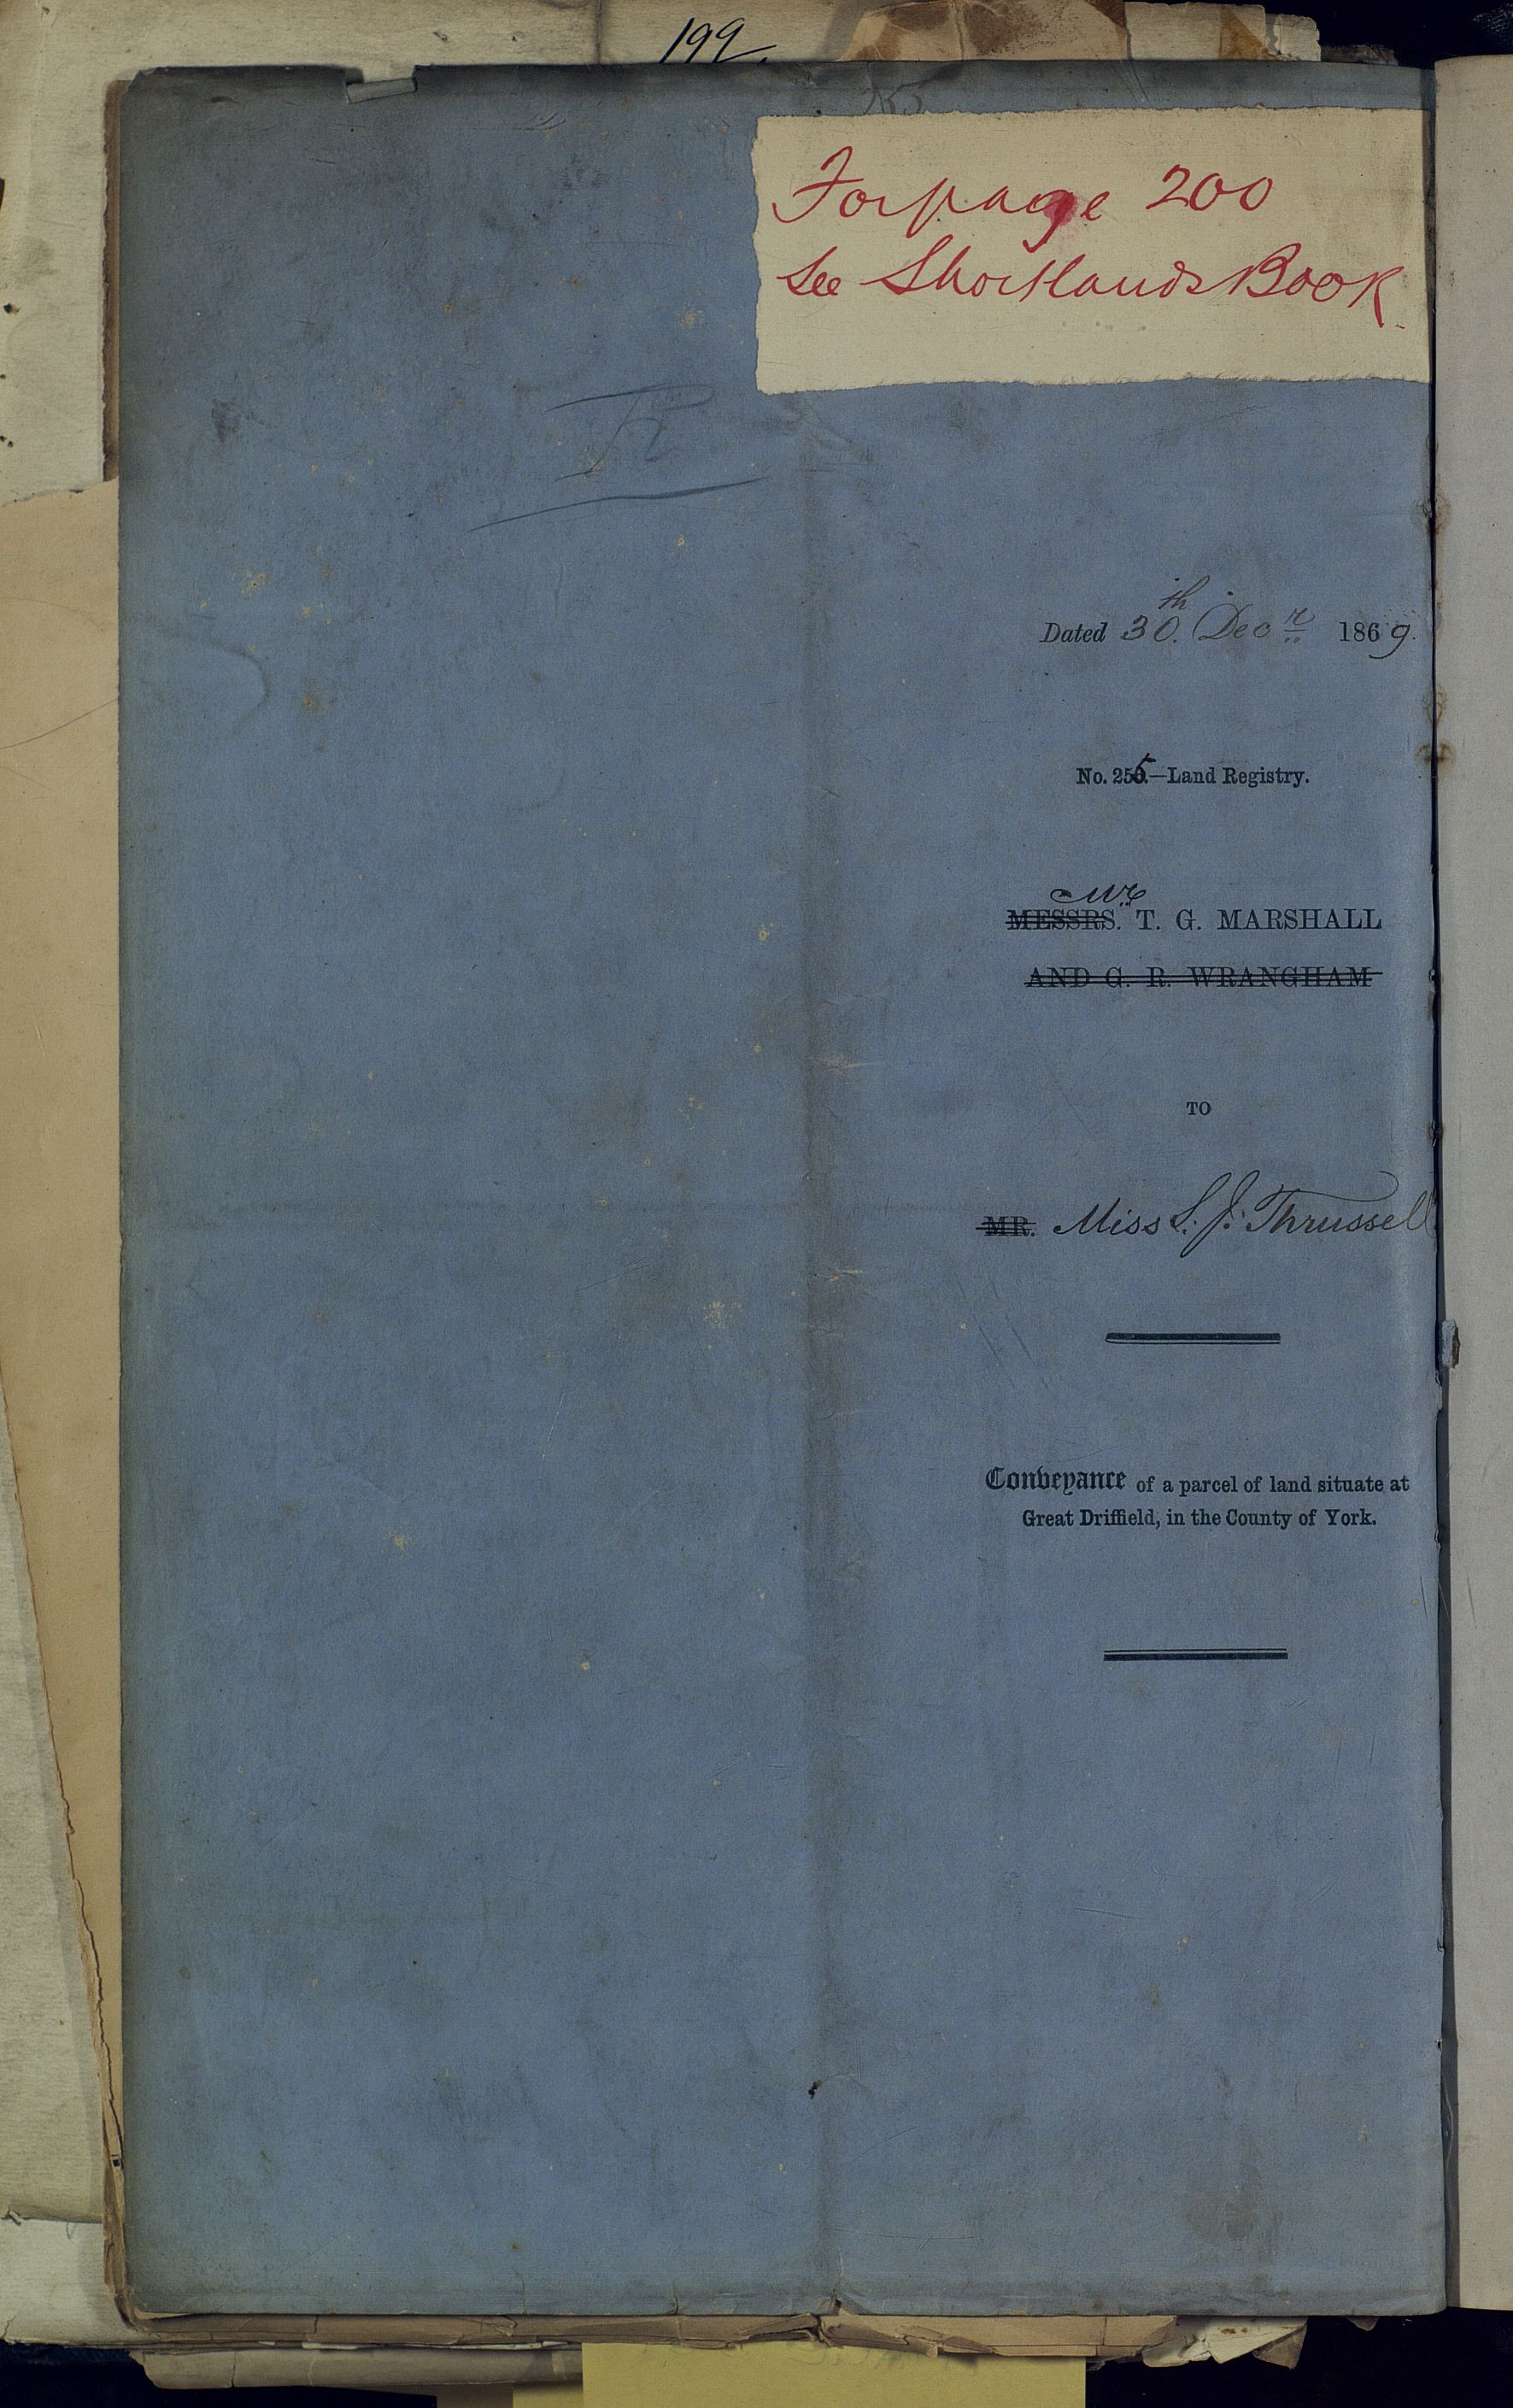 199.
For page 200
See Shortlands Book.
Dated 30th. Decr 1869.
No. 255.—Land Registry.
Mr
MESSRS. T. G. MARSHALL
AND G. R. WRANGHAM
TO
MR. Miss S. J. Thrussell
Conveyance of a parcel of land situate at
Great Driffield, in the County of York.